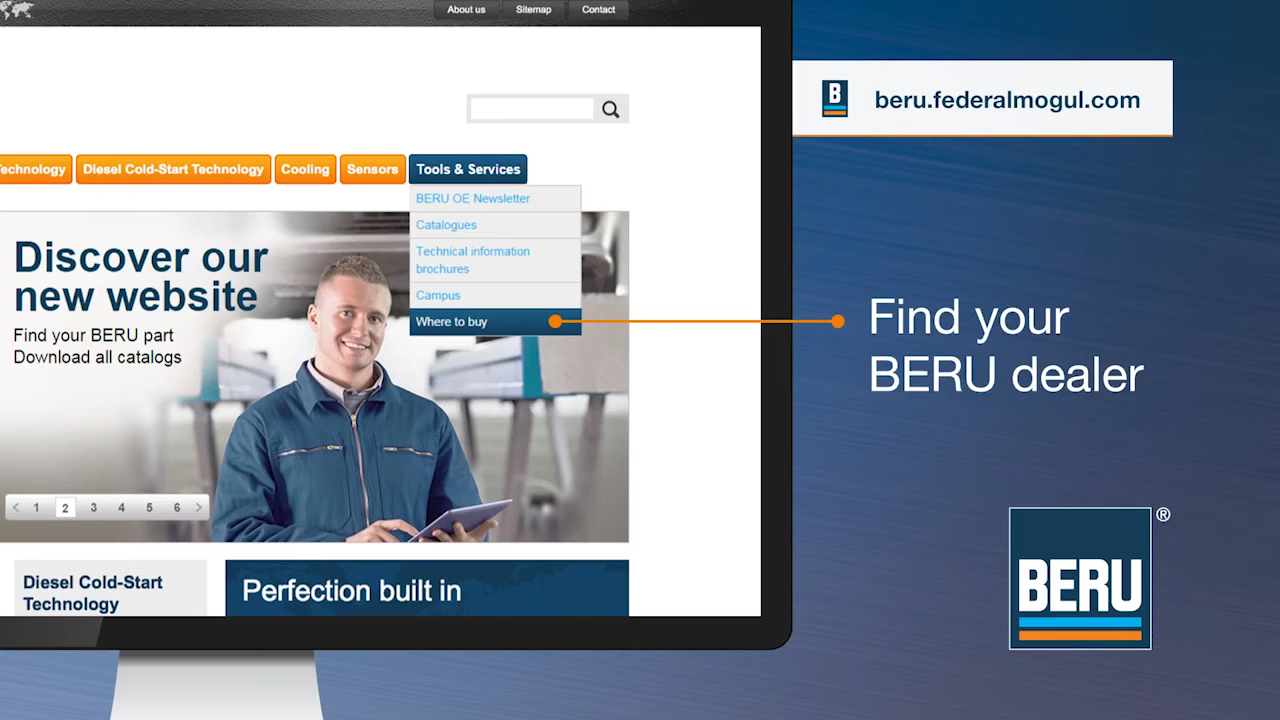 About us
Sitemap
Contact
beru.federalmogul.com
Technology
Diesel Cold-Start Technology
Cooling
Sensors
Tools & Services
BERU OE Newsletter
Catalogues
Technical information
brochures
Campus
Where to buy
Discover our
new website
Find your BERU part
Download all catalogs
< 1 2 3 4 5 6 >
Diesel Cold-Start
Technology
Perfection built in
Find your
BERU dealer
BERU
®
B